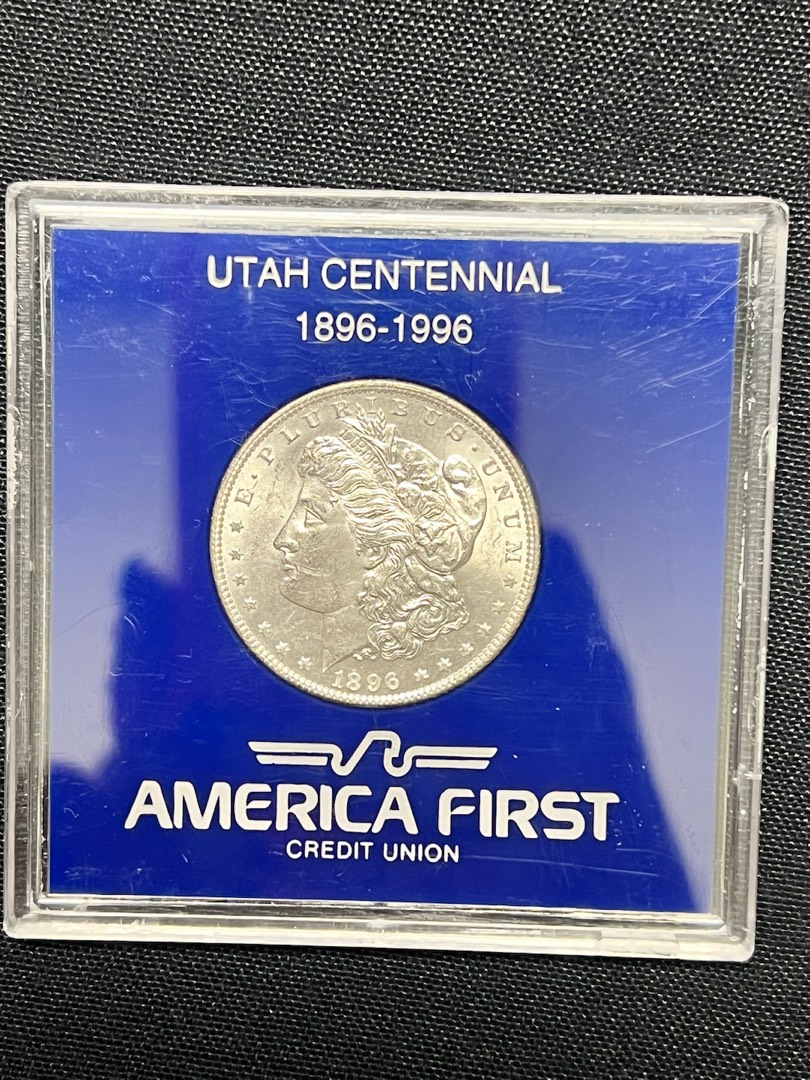 UTAH CENTENNIAL
1896-1996
E·PLURIBUS·UNUM
1896
AMERICA FIRST
CREDIT UNION